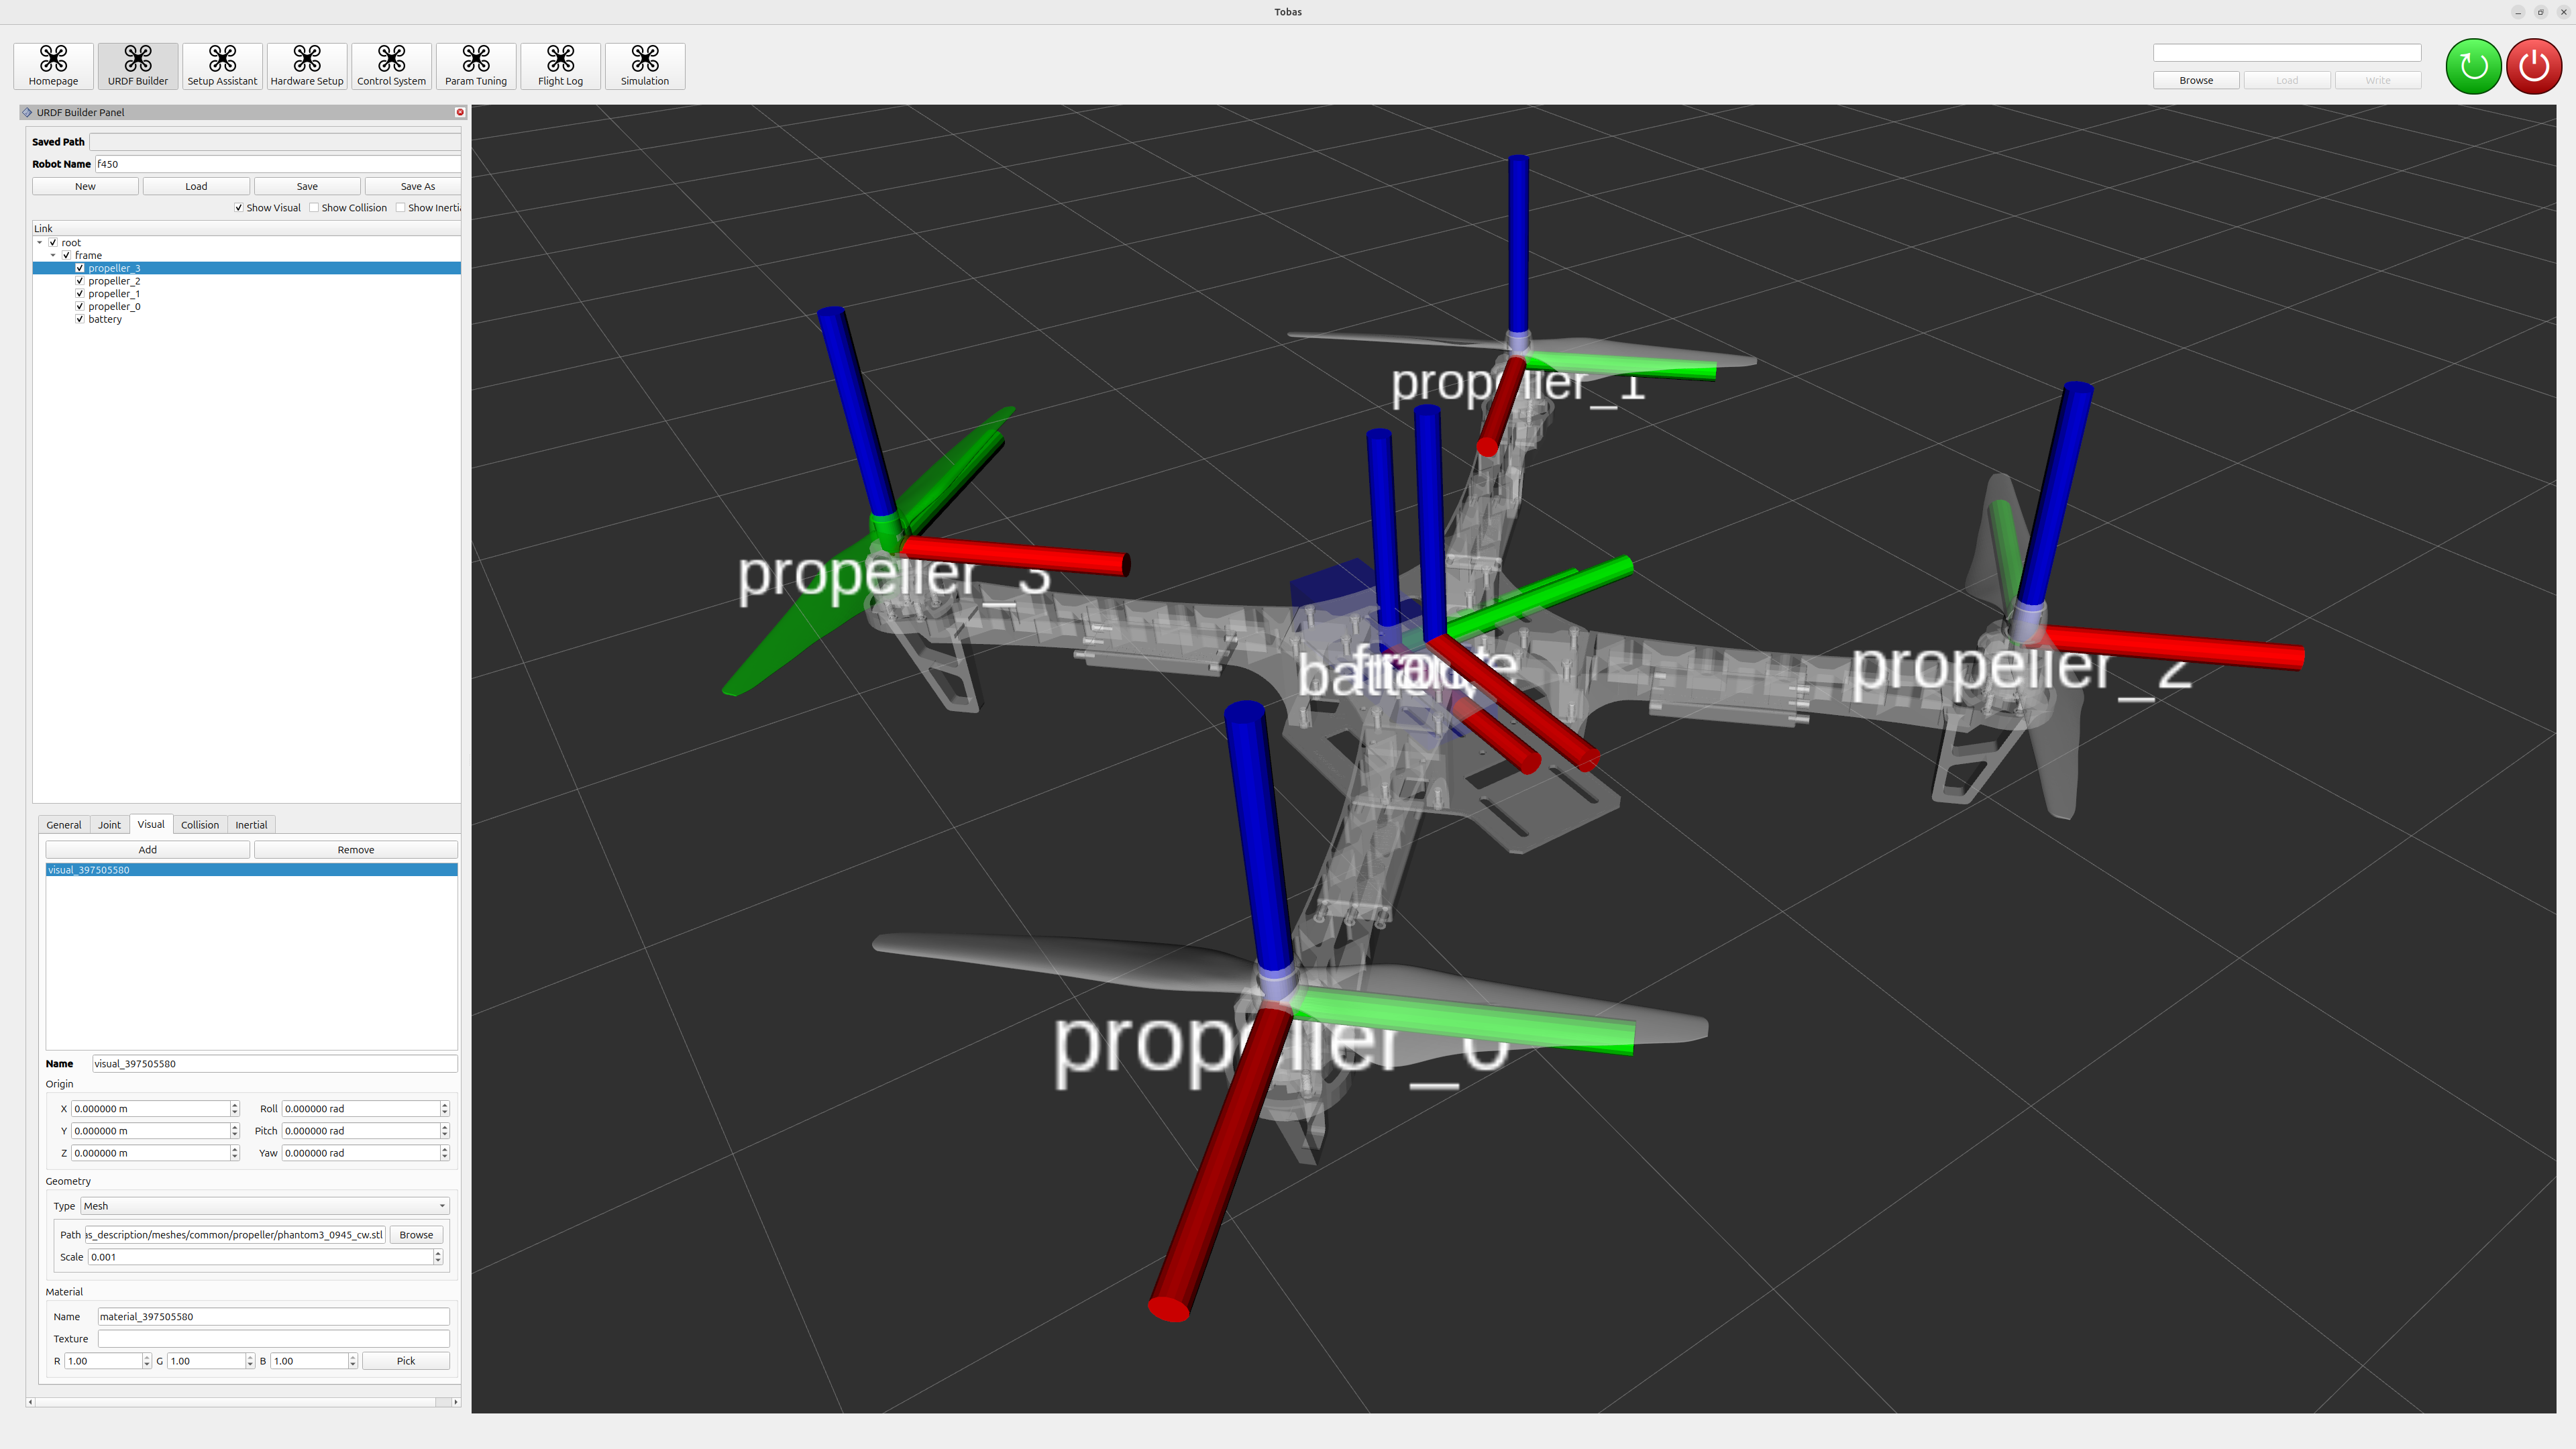 Tobas
Homepage
URDF Builder
Setup Assistant
Hardware Setup
Control System
Param Tuning
Flight Log
Simulation
Browse
Load
Write
URDF Builder Panel
Saved Path
Robot Name f450
New
Load
Save
Save As
Show Visual
Show Collision
Show Inertia
Link
root
frame
propeller_3
propeller_2
propeller_1
propeller_0
battery
General
Joint
Visual
Collision
Inertial
Add
Remove
visual_397505580
Name visual_397505580
Origin
X 0.000000 m Roll 0.000000 rad
Y 0.000000 m Pitch 0.000000 rad
Z 0.000000 m Yaw 0.000000 rad
Geometry
Type Mesh
Path as_description/meshes/common/propeller/phantom3_0945_cw.stl Browse
Scale 0.001
Material
Name material_397505580
Texture
R 1.00 G 1.00 B 1.00 Pick
propeller_1
propeller_3
propeller_2
battery
propeller_0